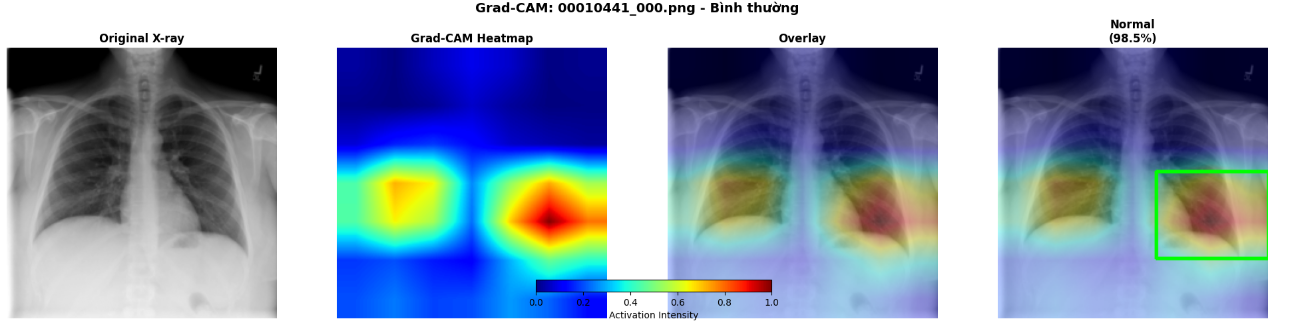 Grad-CAM: 00010441_000.png - Bình thường
Original X-ray
Grad-CAM Heatmap
Overlay
Normal
(98.5%)
0.0 0.2 0.4 0.6 0.8 1.0
Activation Intensity